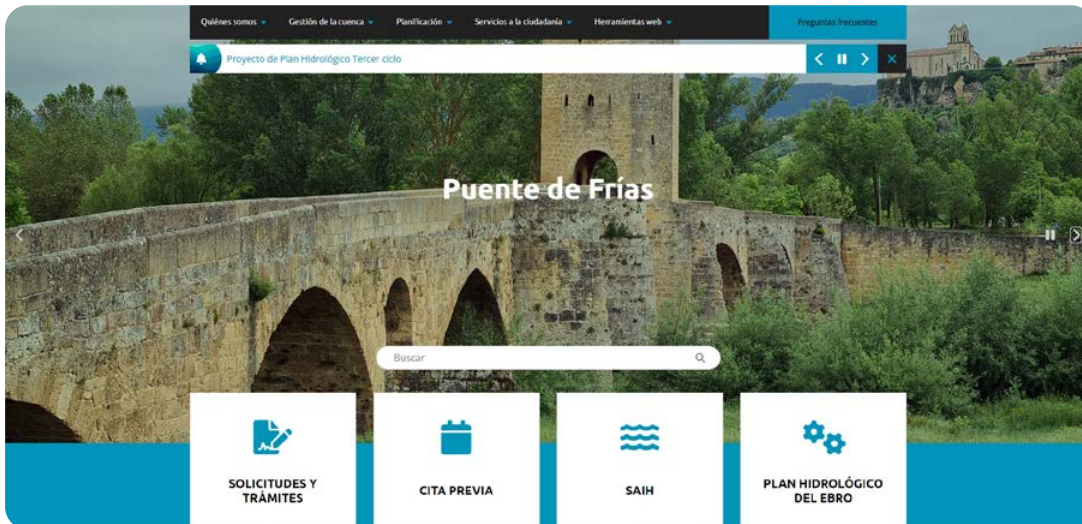 Quiénes somos Gestión de la cuenca Planificación Servicios a la ciudadanía Herramientas web Preguntas frecuentes
Proyecto de Plan Hidrológico Tercer ciclo
Puente de Frías
Buscar
SOLICITUDES Y
TRÁMITES
CITA PREVIA
SAIH
PLAN HIDROLÓGICO
DEL EBRO